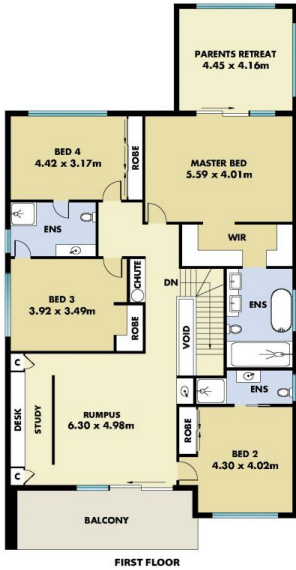 PARENTS RETREAT
4.45 x 4.16m
BED 4
4.42 x 3.17m
ROBE
MASTER BED
5.59 x 4.01m
ENS
WIR
BED 3
3.92 x 3.49m
CHUTE
DN
ENS
ROBE
VOID
C
DESK
STUDY
RUMPUS
6.30 x 4.98m
ENS
ROBE
BED 2
4.30 x 4.02m
C
BALCONY
FIRST FLOOR